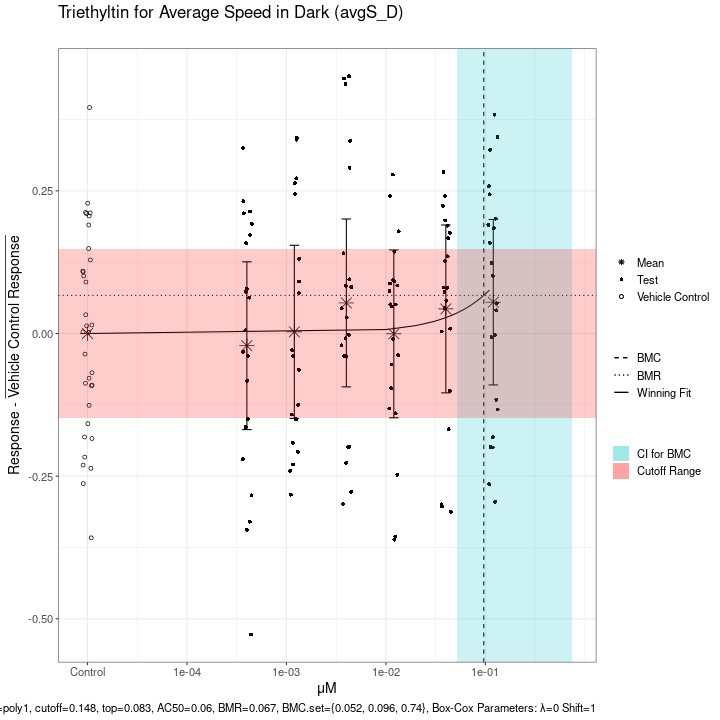 Triethyltin for Average Speed in Dark (avgS_D)
Response - Vehicle Control Response
0.25
0.00
-0.25
-0.50
Control
1e-04
1e-03
1e-02
1e-01
μM
Mean
Test
Vehicle Control
BMC
BMR
Winning Fit
CI for BMC
Cutoff Range
=poly1, cutoff=0.148, top=0.083, AC50=0.06, BMR=0.067, BMC.set={0.052, 0.096, 0.74}, Box-Cox Parameters: λ=0 Shift=1